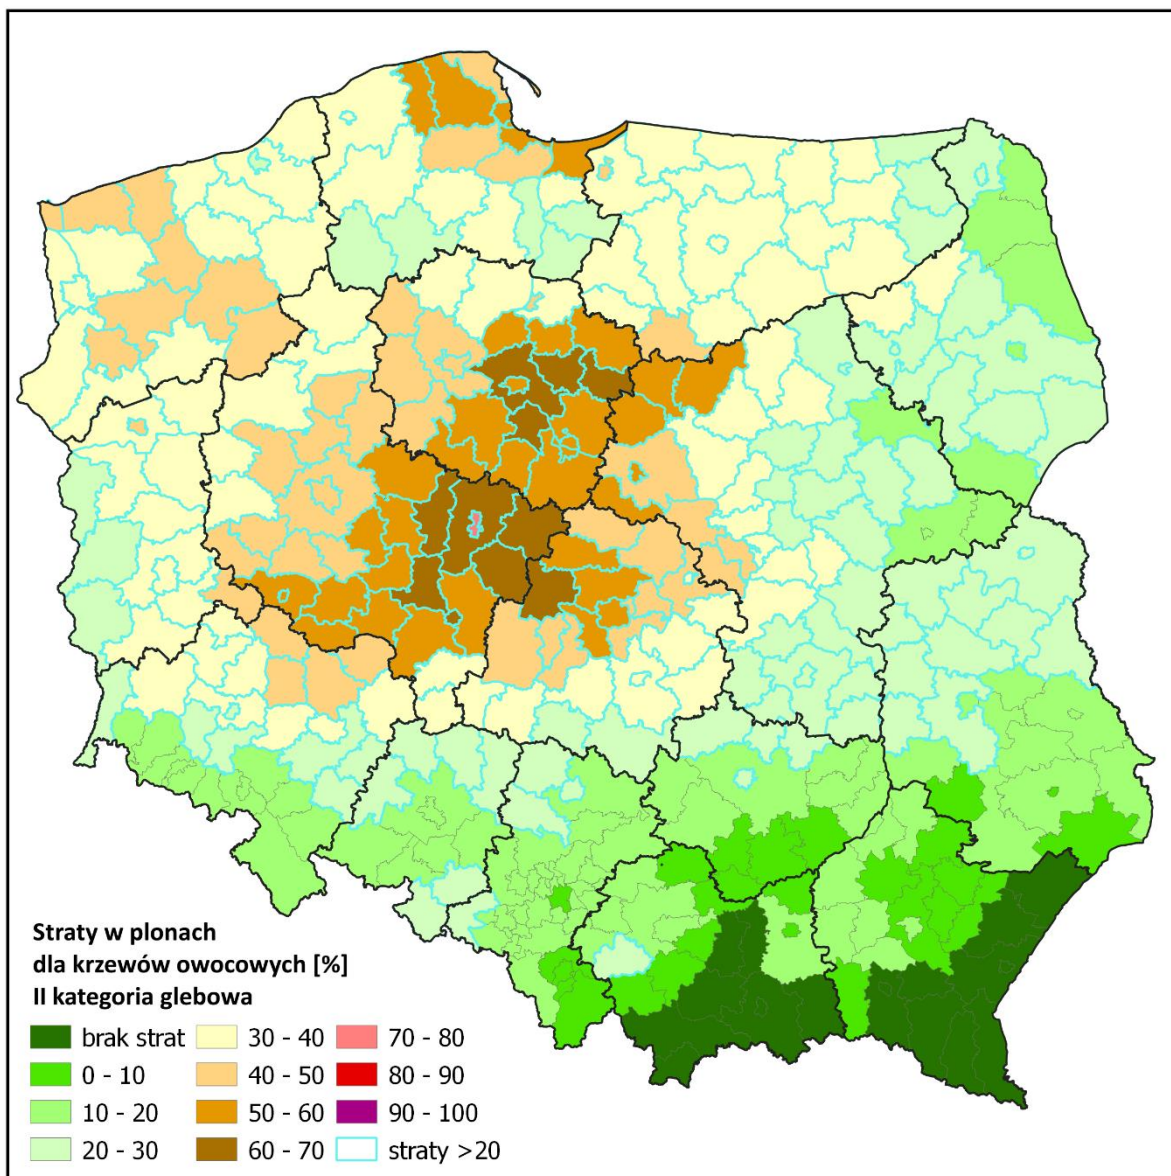 Straty w plonach
dla krzewów owocowych [%]
II kategoria glebowa
brak strat
0 - 10
10 - 20
20 - 30
30 - 40
40 - 50
50 - 60
60 - 70
70 - 80
80 - 90
90 - 100
straty >20